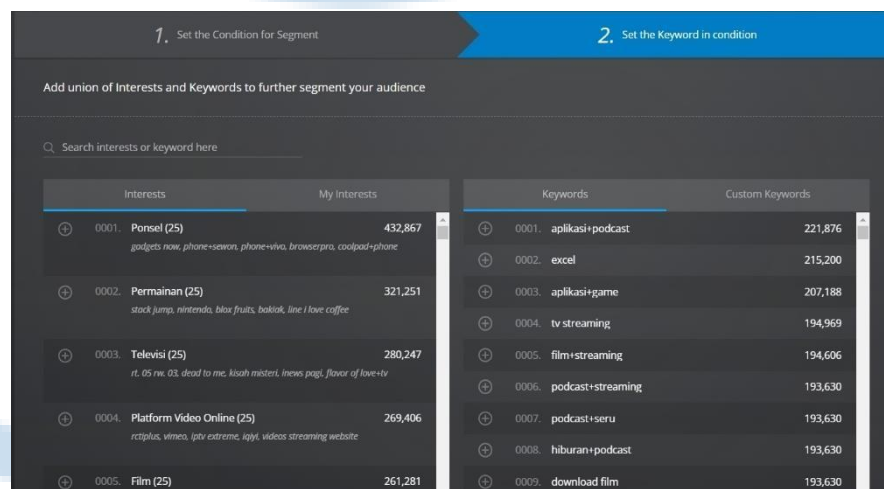 1. Set the Condition for Segment
2. Set the Keyword in condition
Add union of Interests and Keywords to further segment your audience
Search interests or keyword here
Interests My Interests
0001. Ponsel (25) 432,867
gadgets now, phone+sewon, phone+vivo, browserpro, coolpad+phone
0002. Permainan (25) 321,251
stack jump, nintendo, blox fruits, bakiak, line i love coffee
0003. Televisi (25) 280,247
rt. 05 rw. 03, dead to me, kisah misteri, inews pagi, flavor of love+tv
0004. Platform Video Online (25) 269,406
rctiplus, vimeo, iptv extreme, iqiyi, videos streaming website
0005. Film (25) 261,281
Keywords Custom Keywords
0001. aplikasi+podcast 221,876
0002. excel 215,200
0003. aplikasi+game 207,188
0004. tv streaming 194,969
0005. film+streaming 194,606
0006. podcast+streaming 193,630
0007. podcast+seru 193,630
0008. hiburan+podcast 193,630
0009. download film 193,630